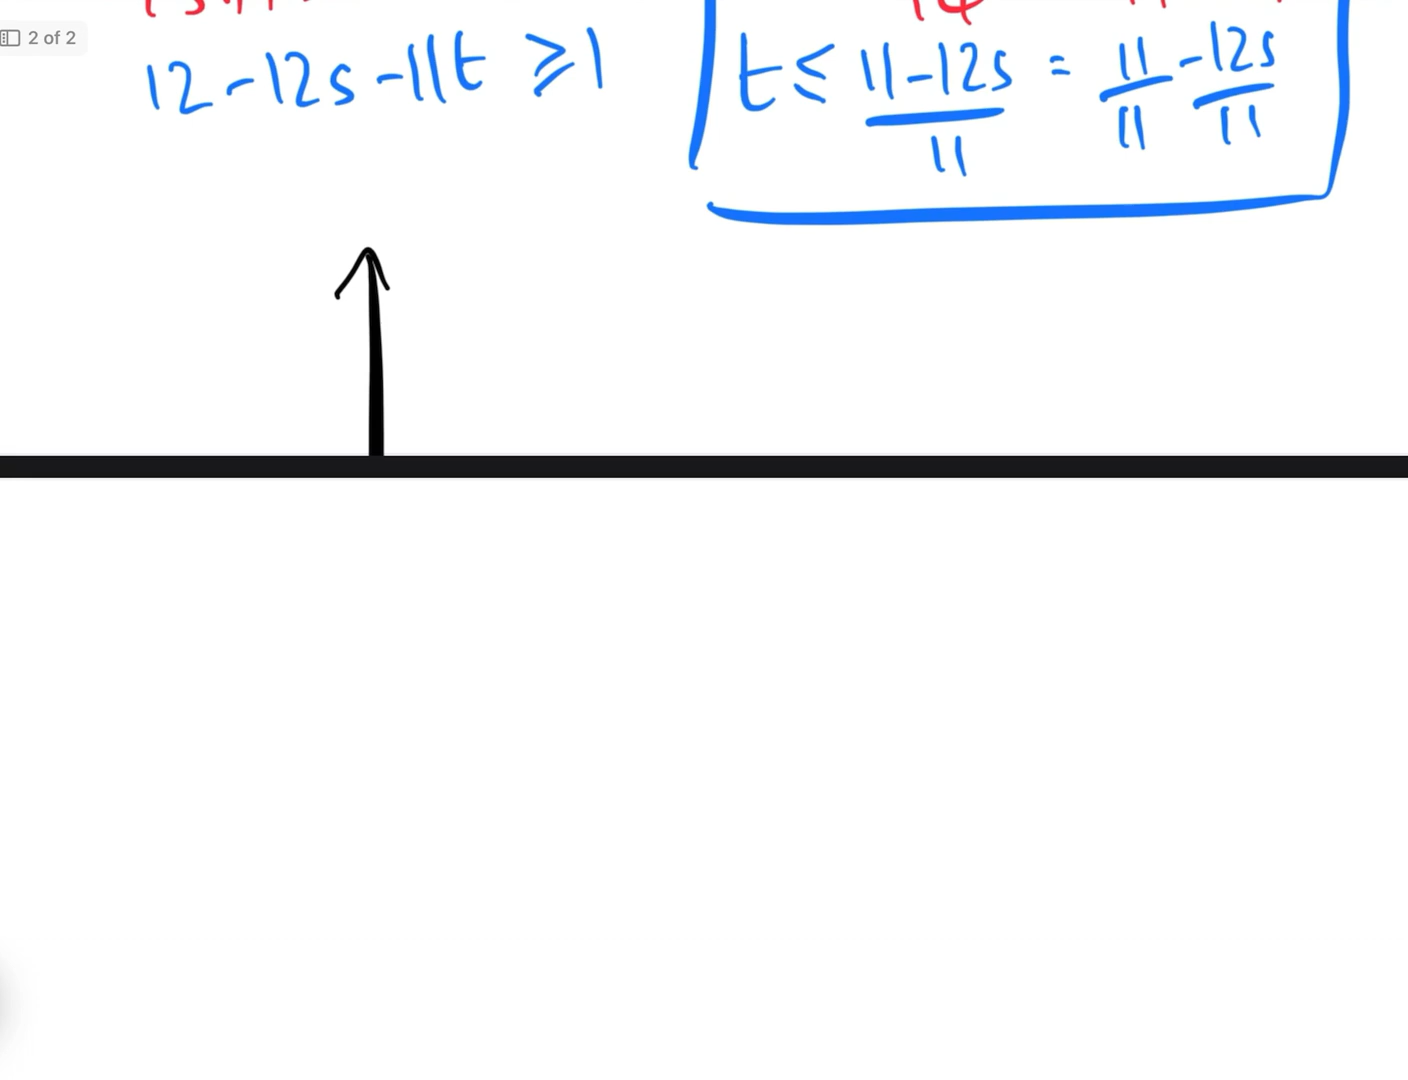 2 of 2
12-12s-11t ≥1
t≤ 11-12s/11 = 11/11 - 12s/11